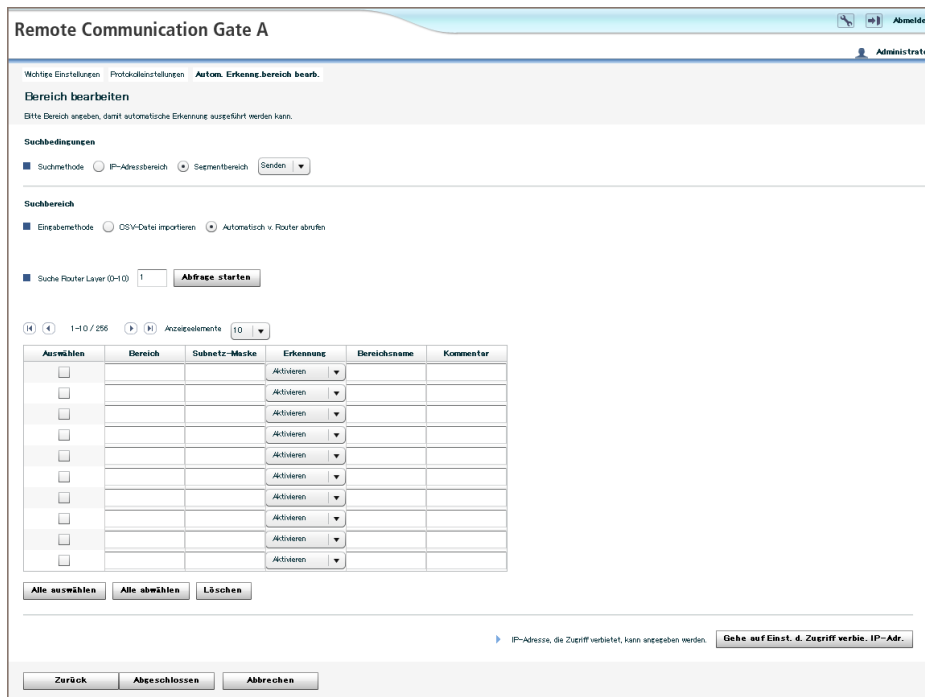 Remote Communication Gate A
Abmelde
Administrato
Wichtige Einstellungen Protokolleinstellungen Autom. Erkenng.bereich bearb.
Bereich bearbeiten
Bitte Bereich angeben, damit automatische Erkennung ausgeführt werden kann.
Suchbedingungen
Suchmethode IP-Adressbereich Segmentbereich Senden
Suchbereich
Eingabemethode CSV-Datei importieren Automatisch v. Router abrufen
Suche Router Layer (0-10) 1 Abfrage starten
1-10 / 256 Anzeigeelemente 10
Auswählen Bereich Subnetz-Maske Erkennung Bereichsname Kommentar
Aktivieren
Aktivieren
Aktivieren
Aktivieren
Aktivieren
Aktivieren
Aktivieren
Aktivieren
Aktivieren
Aktivieren
Alle auswählen Alle abwählen Löschen
IP-Adresse, die Zugriff verbietet, kann angegeben werden. Gehe auf Einst. d. Zugriff verbie. IP-Adr.
Zurück Abgeschlossen Abbrechen